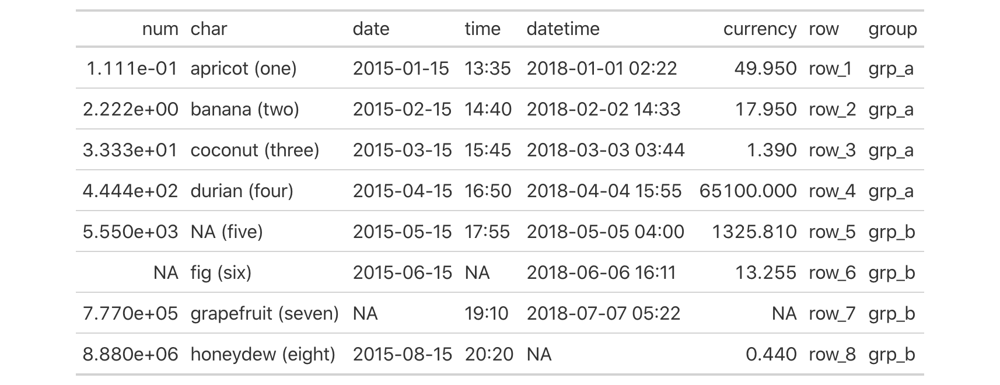 num char date time datetime currency row group
1.111e-01 apricot (one) 2015-01-15 13:35 2018-01-01 02:22 49.950 row_1 grp_a
2.222e+00 banana (two) 2015-02-15 14:40 2018-02-02 14:33 17.950 row_2 grp_a
3.333e+01 coconut (three) 2015-03-15 15:45 2018-03-03 03:44 1.390 row_3 grp_a
4.444e+02 durian (four) 2015-04-15 16:50 2018-04-04 15:55 65100.000 row_4 grp_a
5.550e+03 NA (five) 2015-05-15 17:55 2018-05-05 04:00 1325.810 row_5 grp_b
NA fig (six) 2015-06-15 NA 2018-06-06 16:11 13.255 row_6 grp_b
7.770e+05 grapefruit (seven) NA 19:10 2018-07-07 05:22 NA row_7 grp_b
8.880e+06 honeydew (eight) 2015-08-15 20:20 NA 0.440 row_8 grp_b